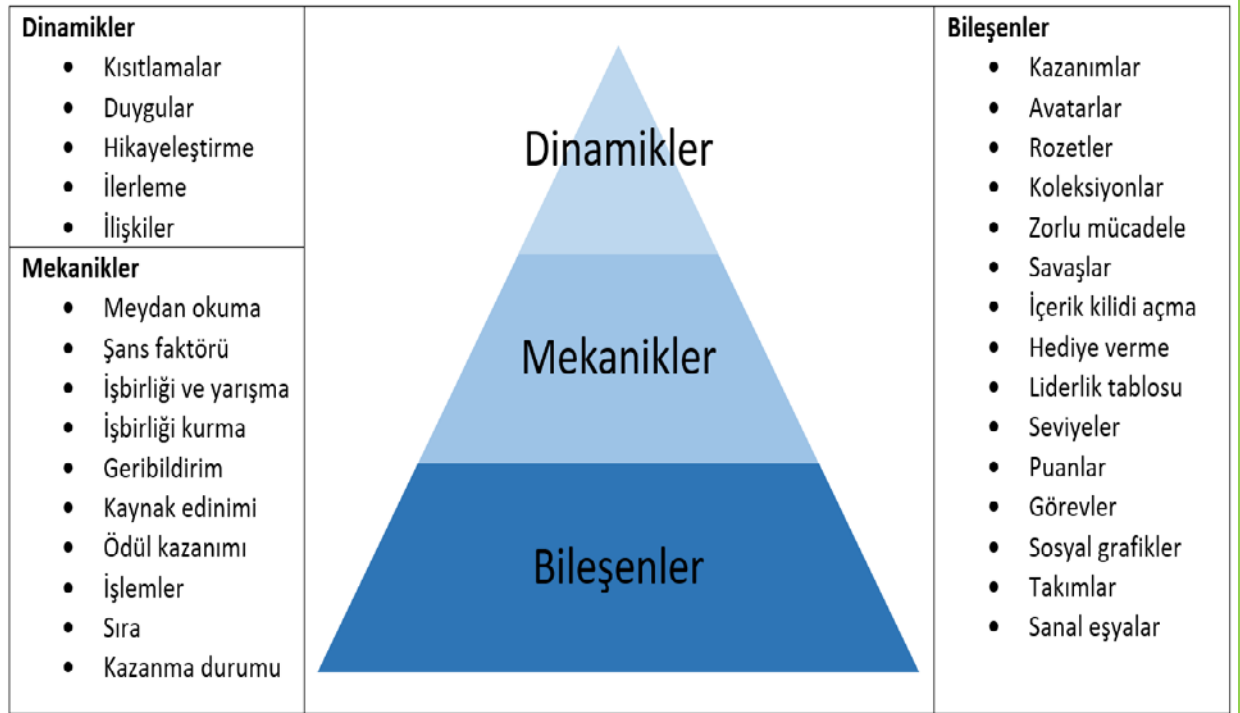 Dinamikler
• Kısıtlamalar
• Duygular
• Hikayeleştirme
• İlerleme
• İlişkiler
Mekanikler
• Meydan okuma
• Şans faktörü
• İşbirliği ve yarışma
• İşbirliği kurma
• Geribildirim
• Kaynak edinimi
• Ödül kazanımı
• İşlemler
• Sıra
• Kazanma durumu
Dinamikler
Mekanikler
Bileşenler
Bileşenler
• Kazanımlar
• Avatarlar
• Rozetler
• Koleksiyonlar
• Zorlu mücadele
• Savaşlar
• İçerik kilidi açma
• Hediye verme
• Liderlik tablosu
• Seviyeler
• Puanlar
• Görevler
• Sosyal grafikler
• Takımlar
• Sanal eşyalar